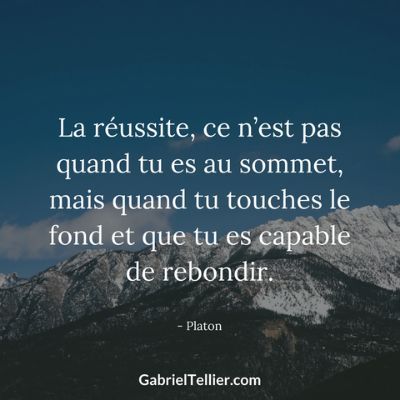 La réussite, ce n’est pas
quand tu es au sommet,
mais quand tu touches le
fond et que tu es capable
de rebondir.
- Platon
GabrielTellier.com